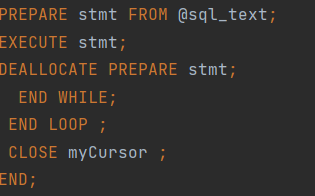 PREPARE stmt FROM @sql_text;
EXECUTE stmt;
DEALLOCATE PREPARE stmt;
END WHILE;
END LOOP ;
CLOSE myCursor ;
END;